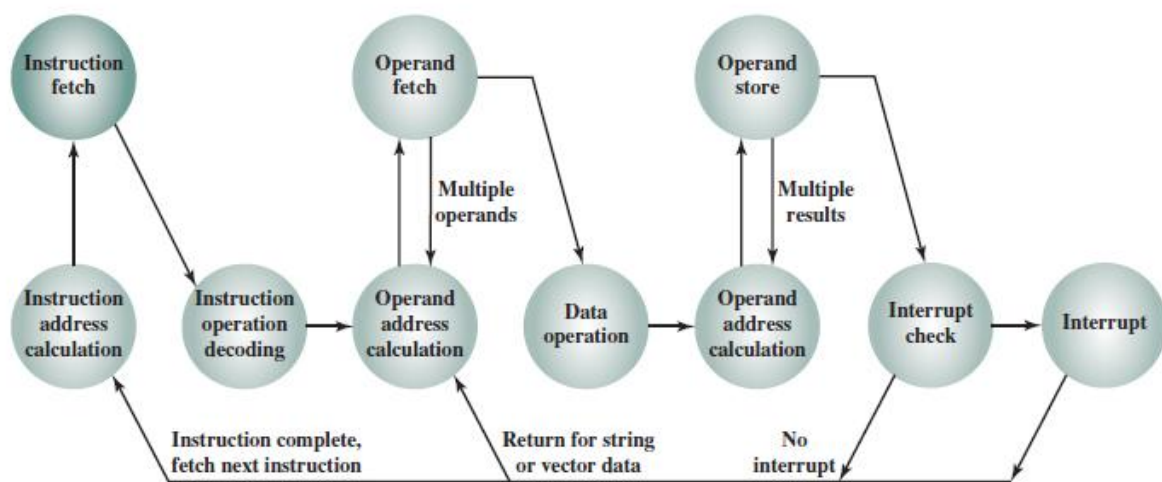 Instruction
fetch
Operand
fetch
Operand
store
Multiple
operands
Multiple
results
Instruction
address
calculation
Instruction
operation
decoding
Operand
address
calculation
Data
operation
Operand
address
calculation
Interrupt
check
Interrupt
Instruction complete,
fetch next instruction
Return for string
or vector data
No
interrupt